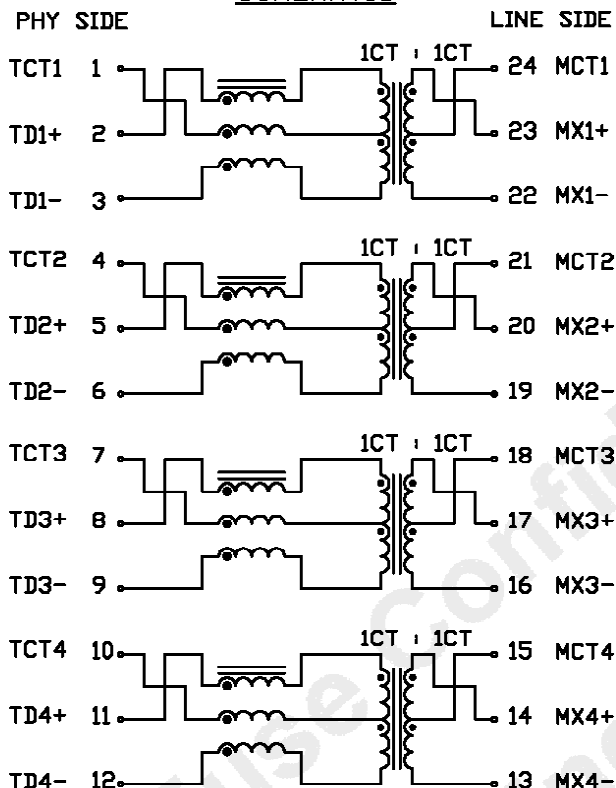 PHY SIDE LINE SIDE
1CT : 1CT
TCT1 1 24 MCT1
TD1+ 2 23 MX1+
TD1- 3 22 MX1-
1CT : 1CT
TCT2 4 21 MCT2
TD2+ 5 20 MX2+
TD2- 6 19 MX2-
1CT : 1CT
TCT3 7 18 MCT3
TD3+ 8 17 MX3+
TD3- 9 16 MX3-
1CT : 1CT
TCT4 10 15 MCT4
TD4+ 11 14 MX4+
TD4- 12 13 MX4-